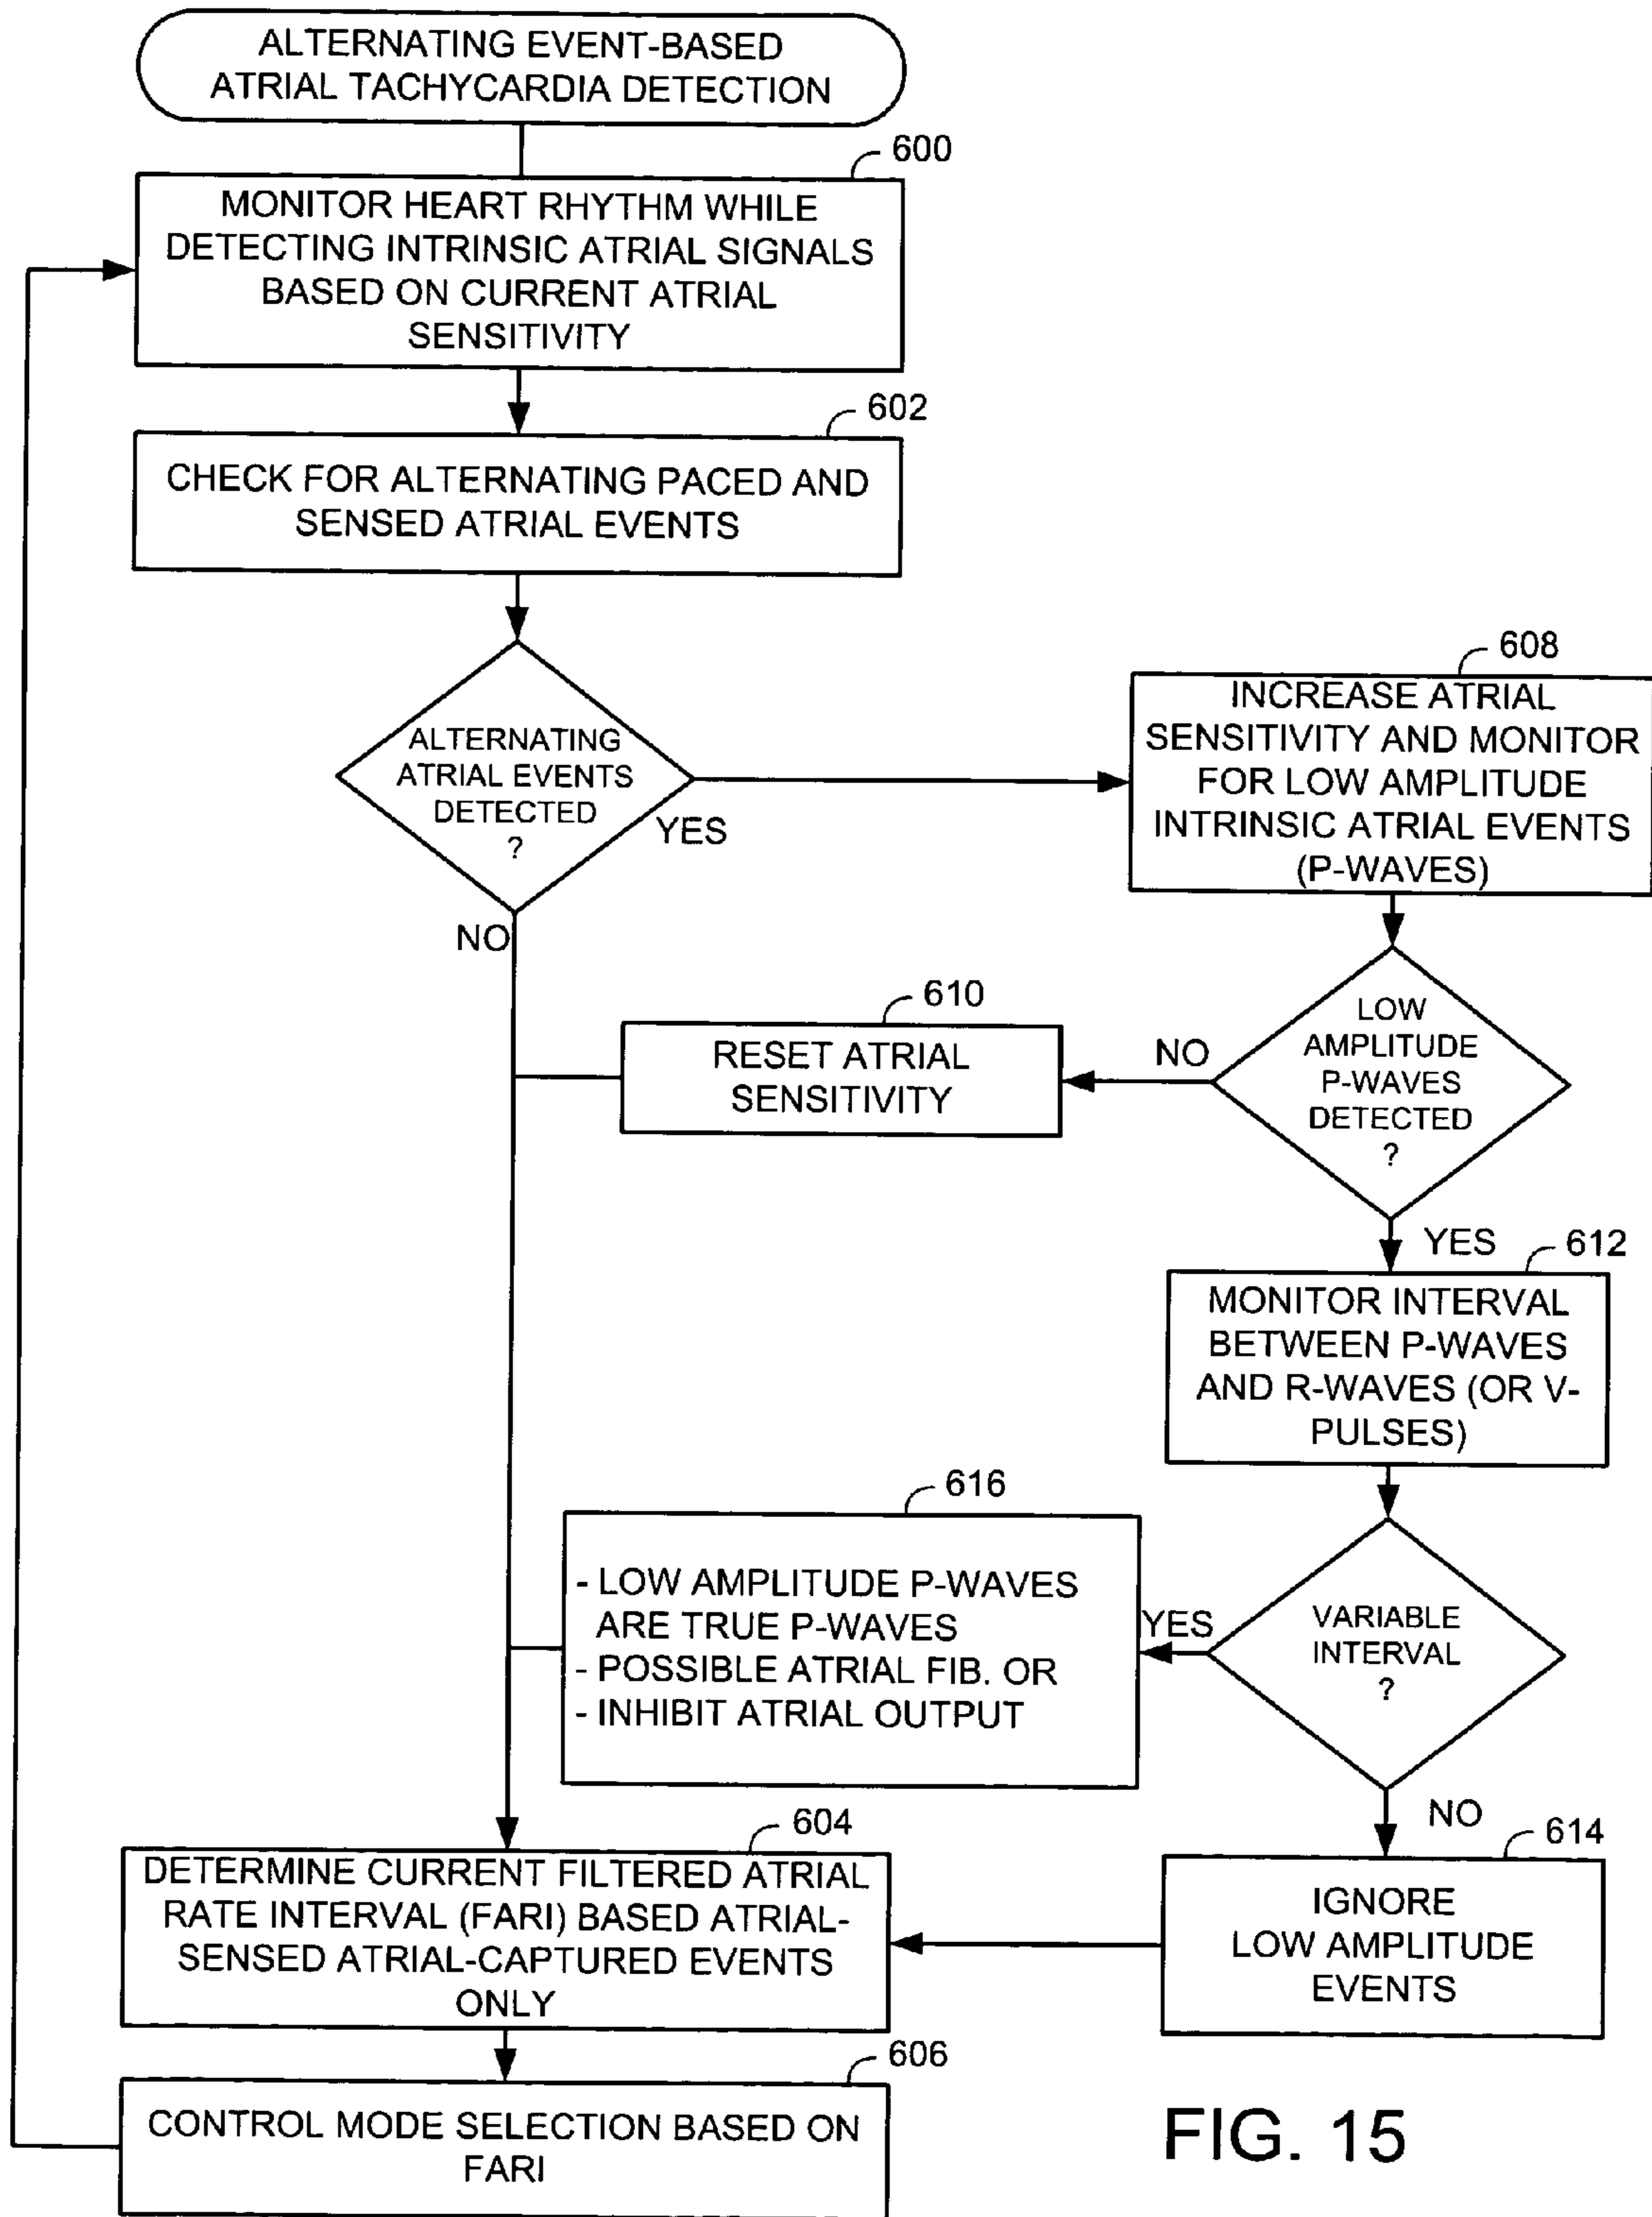 ALTERNATING EVENT-BASED
ATRIAL TACHYCARDIA DETECTION
600
MONITOR HEART RHYTHM WHILE
DETECTING INTRINSIC ATRIAL SIGNALS
BASED ON CURRENT ATRIAL
SENSITIVITY
602
CHECK FOR ALTERNATING PACED AND
SENSED ATRIAL EVENTS
ALTERNATING
ATRIAL EVENTS
DETECTED
?
YES
NO
608
INCREASE ATRIAL
SENSITIVITY AND MONITOR
FOR LOW AMPLITUDE
INTRINSIC ATRIAL EVENTS
(P-WAVES)
LOW
AMPLITUDE
P-WAVES
DETECTED
?
NO
610
RESET ATRIAL
SENSITIVITY
YES
612
MONITOR INTERVAL
BETWEEN P-WAVES
AND R-WAVES (OR V-
PULSES)
VARIABLE
INTERVAL
?
YES
616
- LOW AMPLITUDE P-WAVES
ARE TRUE P-WAVES
- POSSIBLE ATRIAL FIB. OR
- INHIBIT ATRIAL OUTPUT
NO
614
IGNORE
LOW AMPLITUDE
EVENTS
604
DETERMINE CURRENT FILTERED ATRIAL
RATE INTERVAL (FARI) BASED ATRIAL-
SENSED ATRIAL-CAPTURED EVENTS
ONLY
606
CONTROL MODE SELECTION BASED ON
FARI
FIG. 15